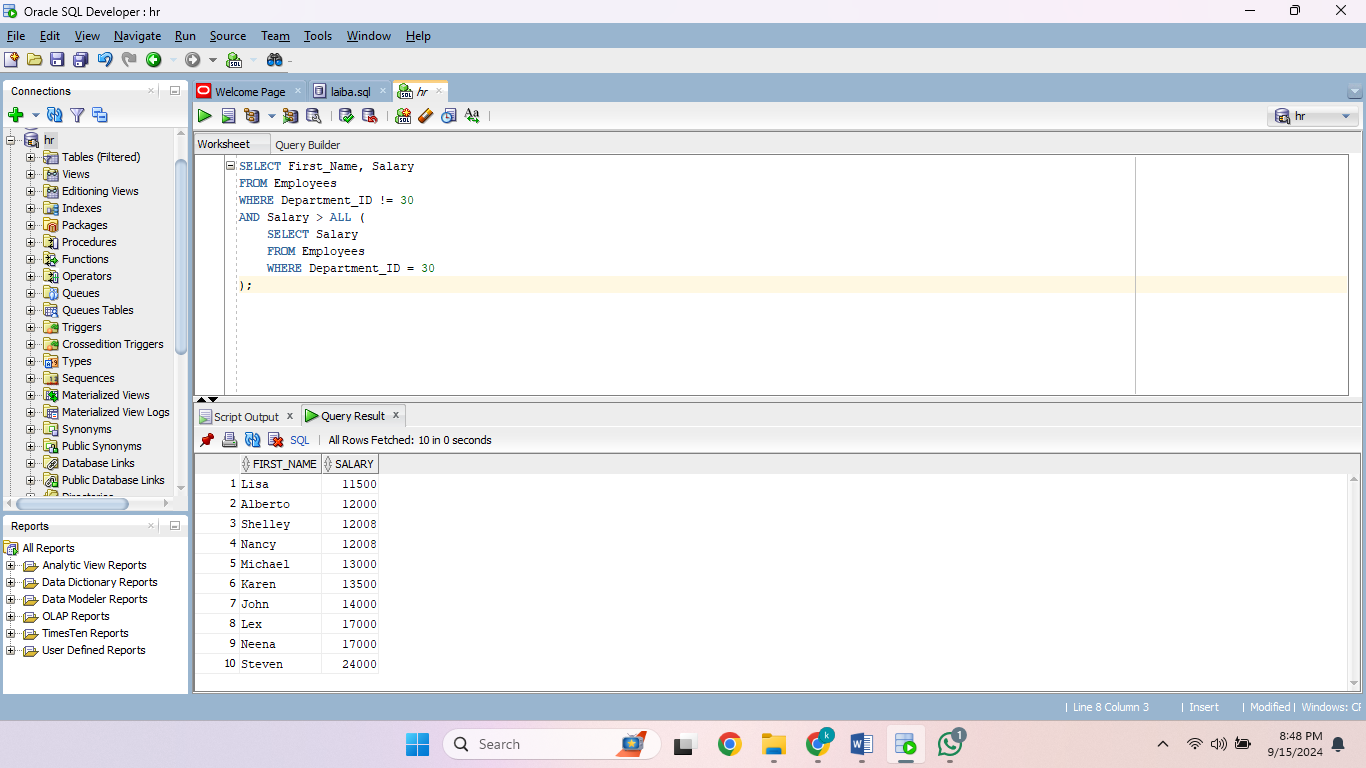 Oracle SQL Developer : hr
File Edit View Navigate Run Source Team Tools Window Help
Connections
hr
Tables (Filtered)
Views
Editioning Views
Indexes
Packages
Procedures
Functions
Operators
Queues
Queues Tables
Triggers
Crossedition Triggers
Types
Sequences
Materialized Views
Materialized View Logs
Synonyms
Public Synonyms
Database Links
Public Database Links
Directories
Reports
All Reports
Analytic View Reports
Data Dictionary Reports
Data Modeler Reports
OLAP Reports
TimesTen Reports
User Defined Reports
Welcome Page laiba.sql hr
hr
Worksheet Query Builder
SELECT First_Name, Salary
FROM Employees
WHERE Department_ID != 30
AND Salary > ALL (
SELECT Salary
FROM Employees
WHERE Department_ID = 30
);
Script Output x Query Result x
SQL | All Rows Fetched: 10 in 0 seconds
FIRST_NAME SALARY
1 Lisa 11500
2 Alberto 12000
3 Shelley 12008
4 Nancy 12008
5 Michael 13000
6 Karen 13500
7 John 14000
8 Lex 17000
9 Neena 17000
10 Steven 24000
| Line 8 Column 3 | Insert | Modified | Windows: CF
Search
k
1
8:48 PM
9/15/2024